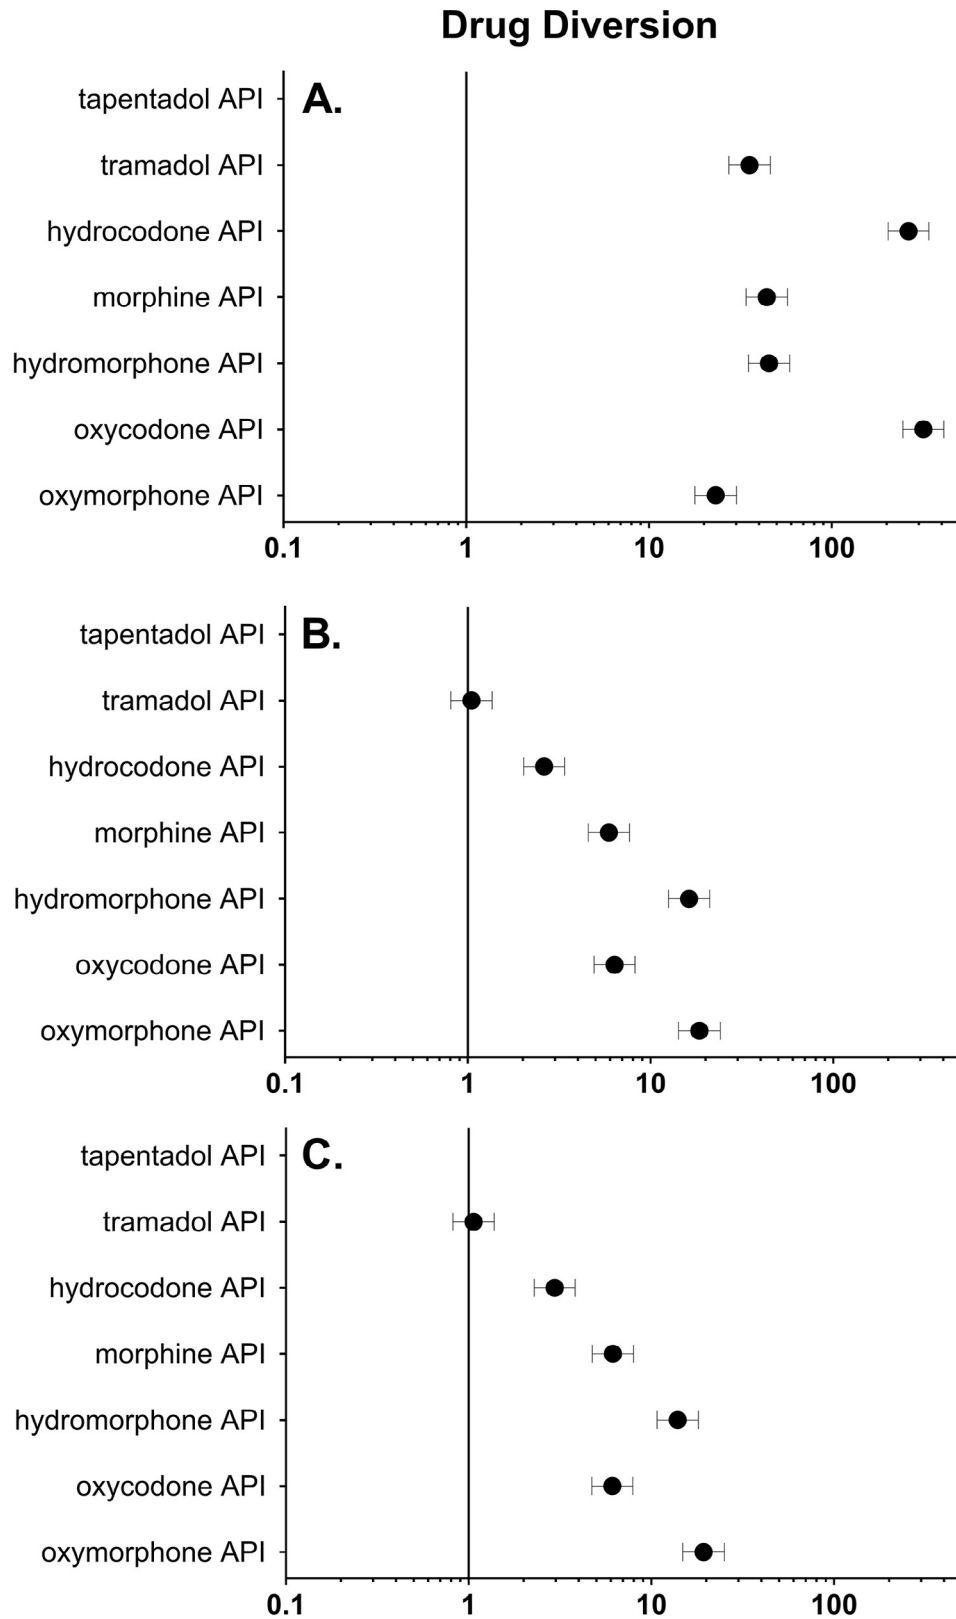 Drug Diversion
A.
tapentadol API
tramadol API
hydrocodone API
morphine API
hydromorphone API
oxycodone API
oxymorphone API
0.1 1 10 100
B.
tapentadol API
tramadol API
hydrocodone API
morphine API
hydromorphone API
oxycodone API
oxymorphone API
0.1 1 10 100
C.
tapentadol API
tramadol API
hydrocodone API
morphine API
hydromorphone API
oxycodone API
oxymorphone API
0.1 1 10 100